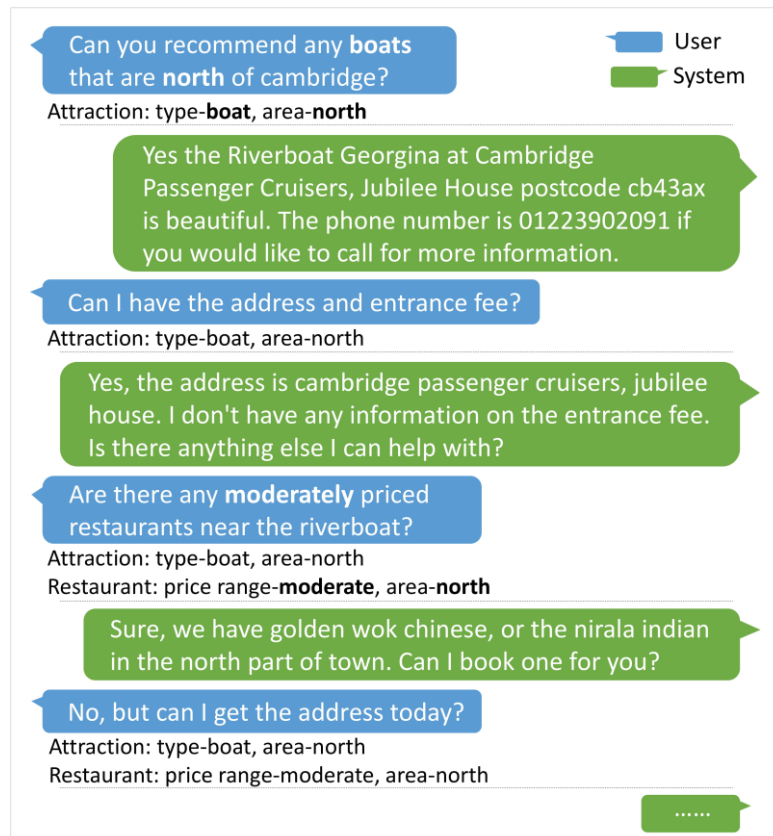 Can you recommend any boats
that are north of cambridge?
User
System
Attraction: type-boat, area-north
Yes the Riverboat Georgina at Cambridge
Passenger Cruisers, Jubilee House postcode cb43ax
is beautiful. The phone number is 01223902091 if
you would like to call for more information.
Can I have the address and entrance fee?
Attraction: type-boat, area-north
Yes, the address is cambridge passenger cruisers, jubilee
house. I don't have any information on the entrance fee.
Is there anything else I can help with?
Are there any moderately priced
restaurants near the riverboat?
Attraction: type-boat, area-north
Restaurant: price range-moderate, area-north
Sure, we have golden wok chinese, or the nirala indian
in the north part of town. Can I book one for you?
No, but can I get the address today?
Attraction: type-boat, area-north
Restaurant: price range-moderate, area-north
......